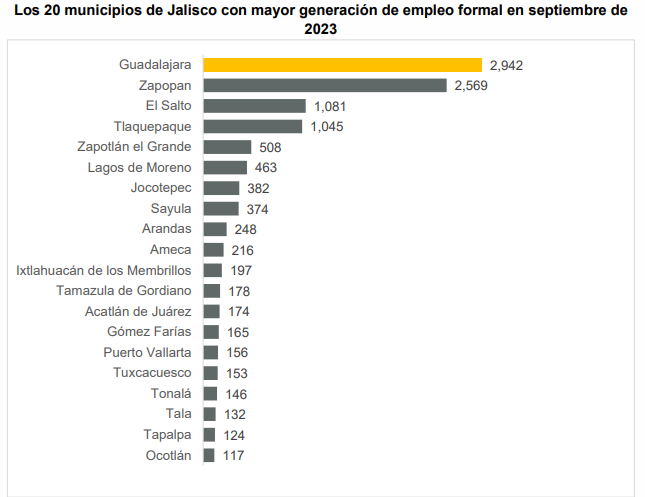 Los 20 municipios de Jalisco con mayor generación de empleo formal en septiembre de
2023
Guadalajara 2,942
Zapopan 2,569
El Salto 1,081
Tlaquepaque 1,045
Zapotlán el Grande 508
Lagos de Moreno 463
Jocotepec 382
Sayula 374
Arandas 248
Ameca 216
Ixtlahuacán de los Membrillos 197
Tamazula de Gordiano 178
Acatlán de Juárez 174
Gómez Farías 165
Puerto Vallarta 156
Tuxcacuesco 153
Tonalá 146
Tala 132
Tapalpa 124
Ocotlán 117